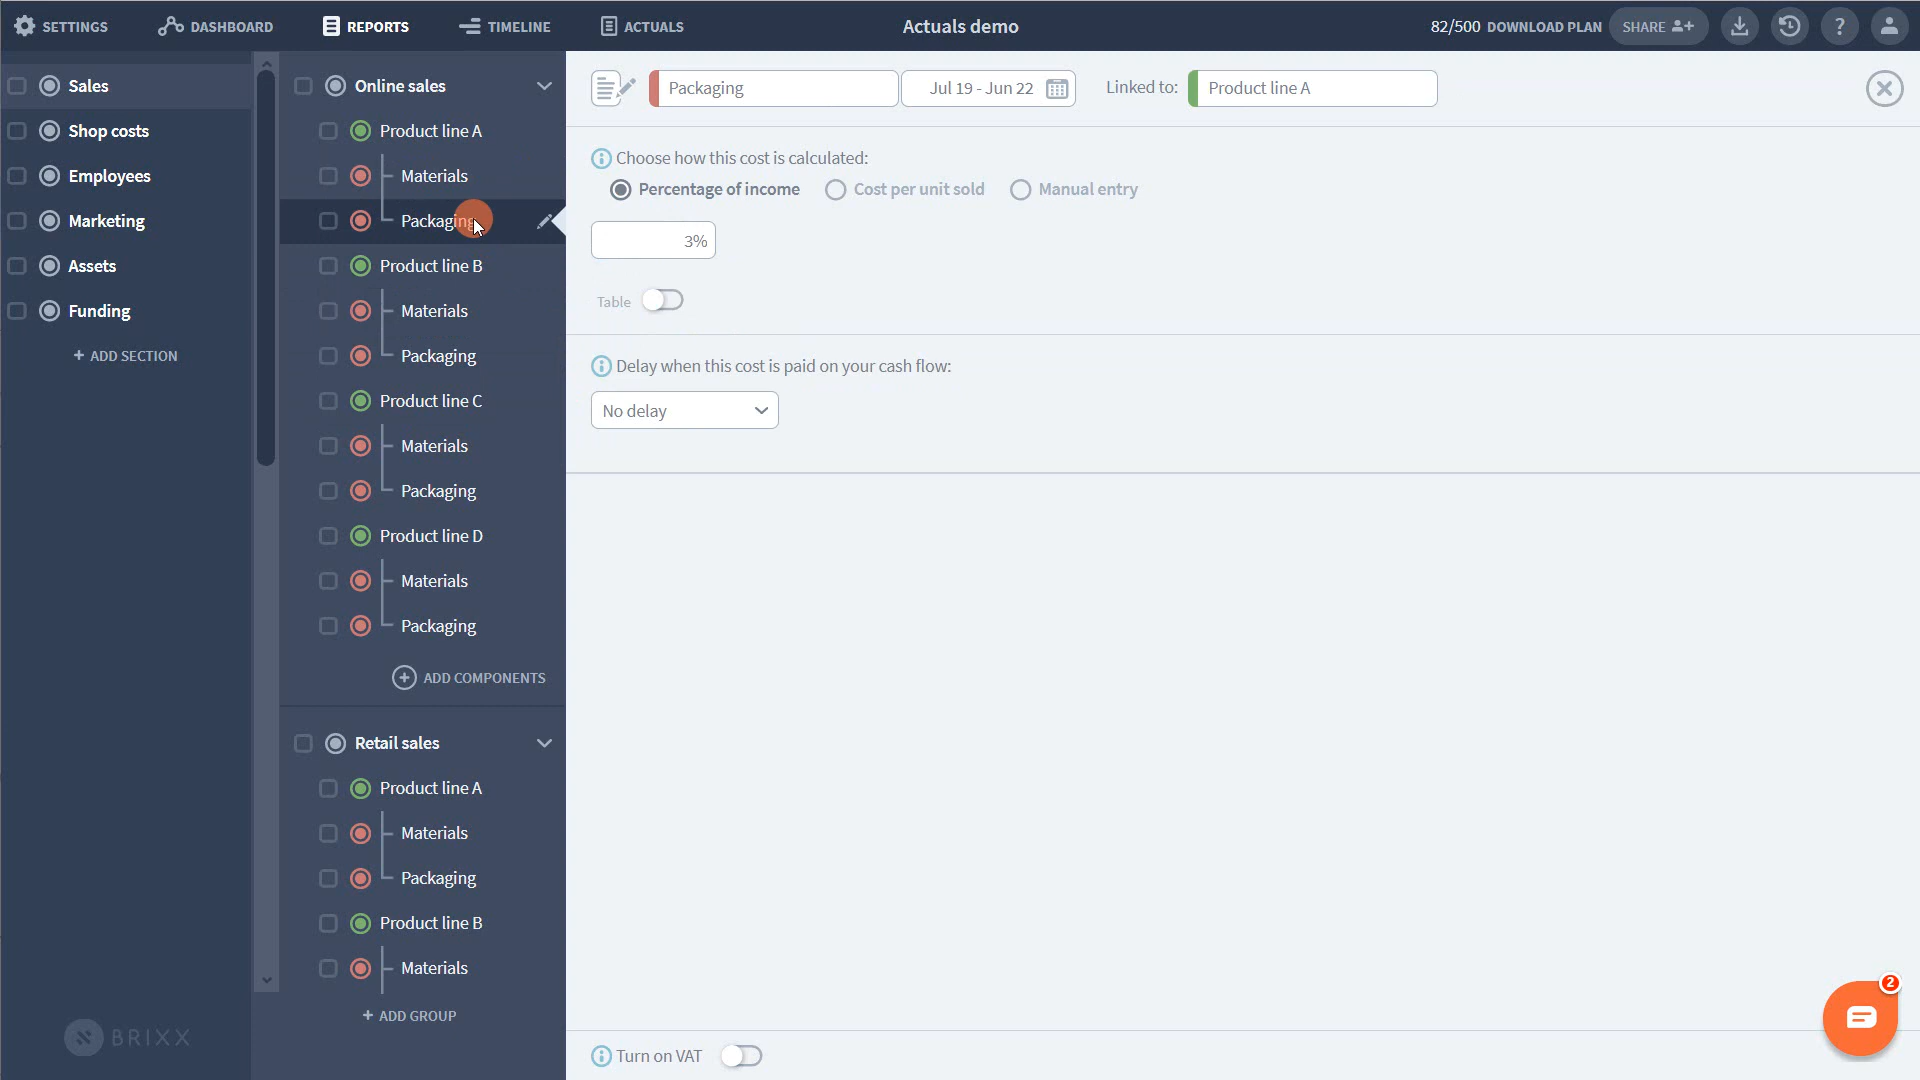 SETTINGS
DASHBOARD
REPORTS
TIMELINE
ACTUALS
Actuals demo
82/500 DOWNLOAD PLAN
SHARE
?
Sales
Shop costs
Employees
Marketing
Assets
Funding
+ ADD SECTION
BRIXX
Online sales
Product line A
Materials
Packaging
Product line B
Materials
Packaging
Product line C
Materials
Packaging
Product line D
Materials
Packaging
ADD COMPONENTS
Retail sales
Product line A
Materials
Packaging
Product line B
Materials
+ ADD GROUP
Packaging
Jul 19 - Jun 22
Linked to:
Product line A
Choose how this cost is calculated:
Percentage of income
Cost per unit sold
Manual entry
3%
Table
Delay when this cost is paid on your cash flow:
No delay
Turn on VAT
2